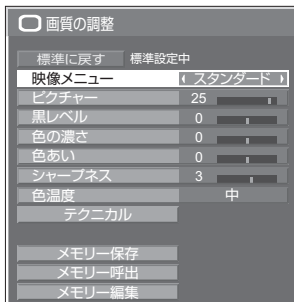 画質の調整
標準に戻す 標準設定中
映像メニュー スタンダード
ピクチャー 25
黒レベル 0
色の濃さ 0
色あい 0
シャープネス 3
色温度 中
テクニカル
メモリー保存
メモリー呼出
メモリー編集